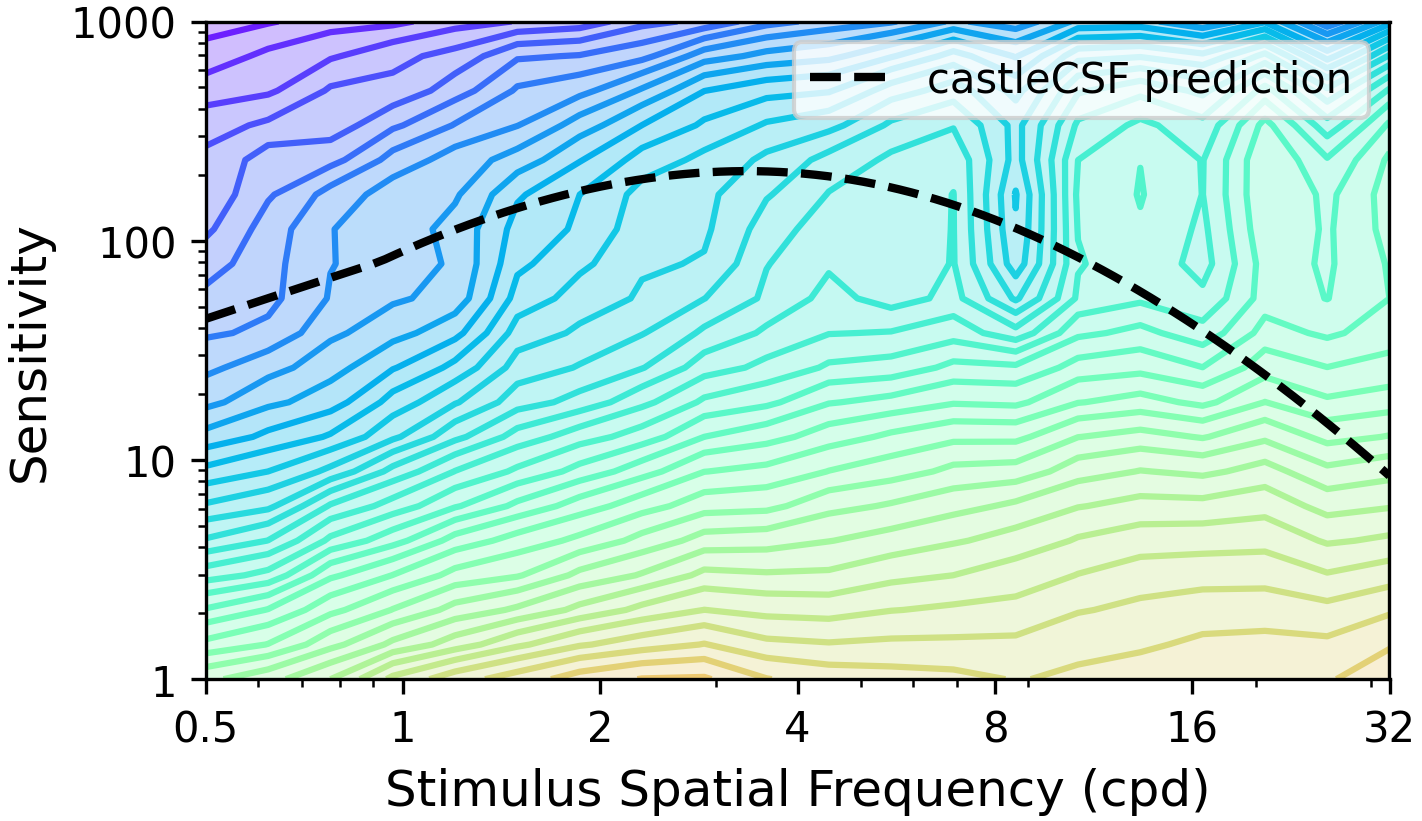 1000
castleCSF prediction
100
Sensitivity
10
1
0.5 1 2 4 8 16 32
Stimulus Spatial Frequency (cpd)